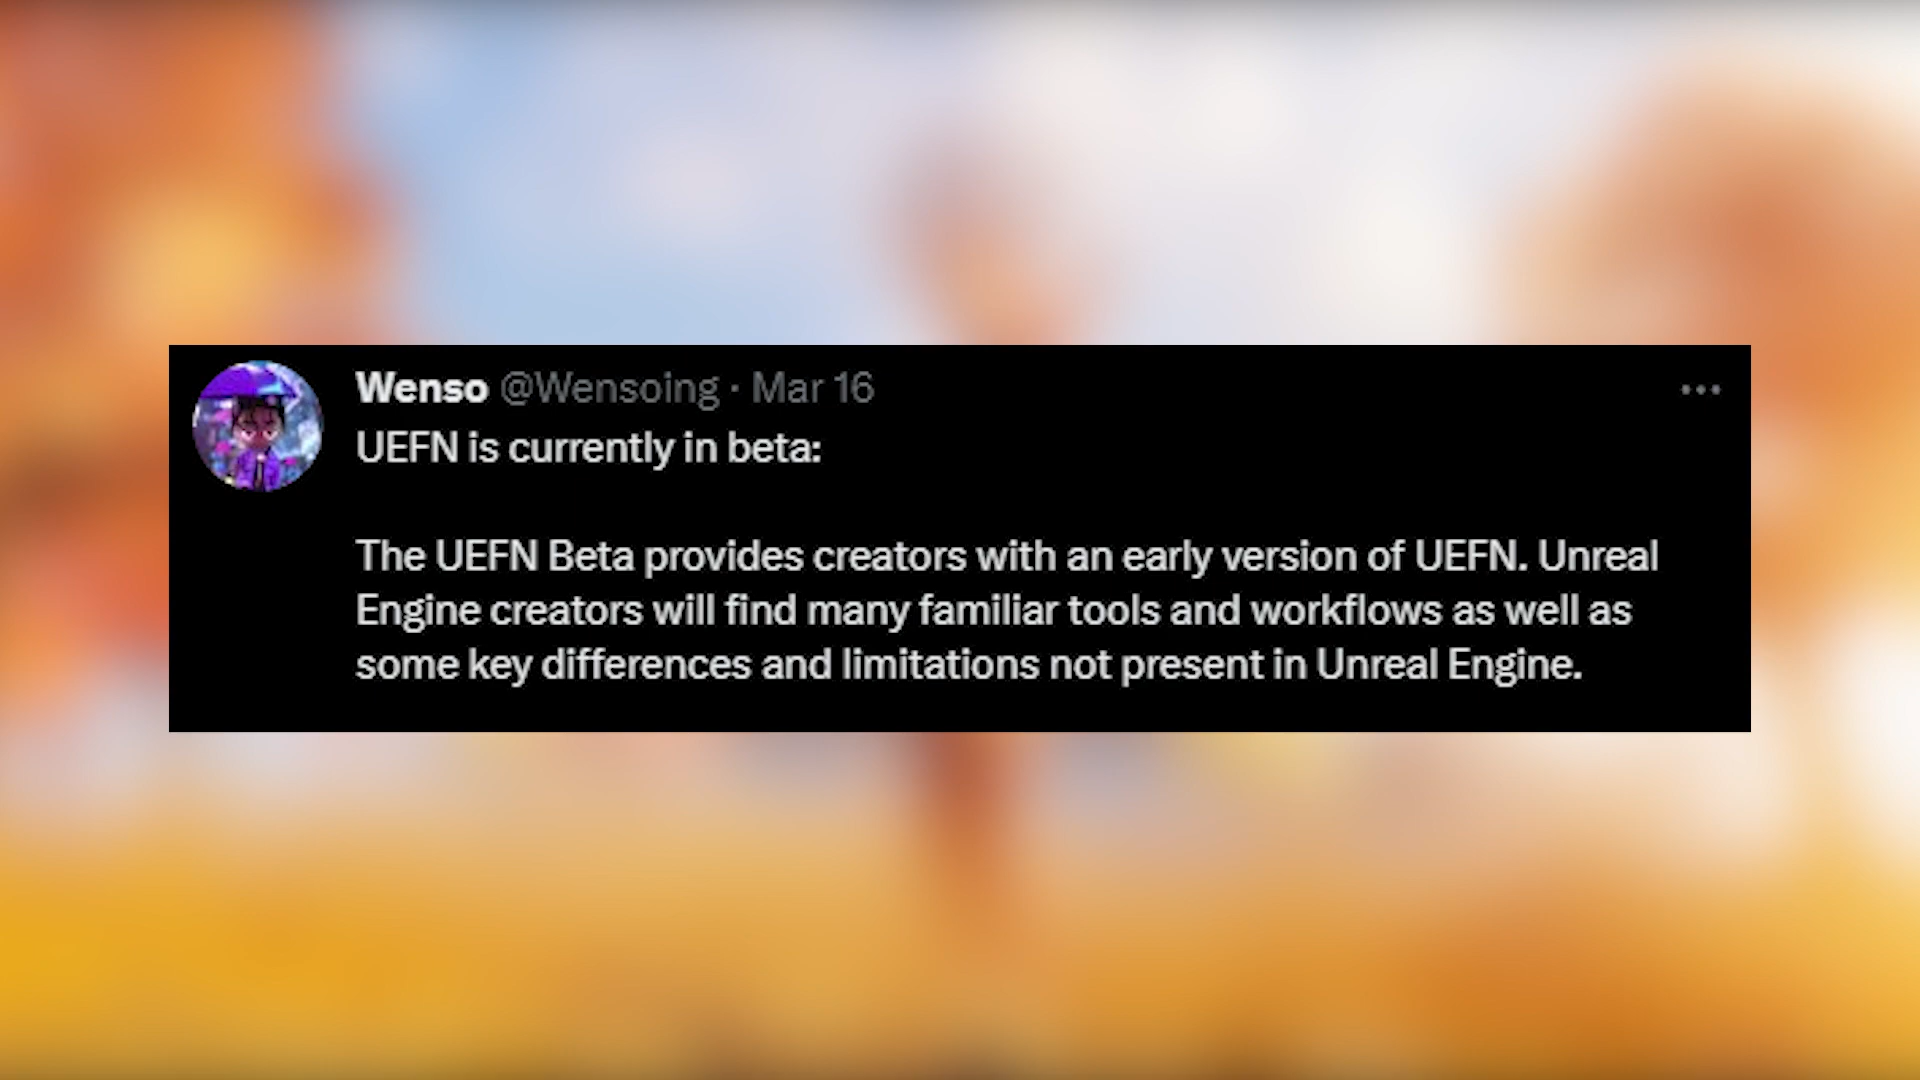 Wenso @Wensoing · Mar 16
UEFN is currently in beta:
The UEFN Beta provides creators with an early version of UEFN. Unreal
Engine creators will find many familiar tools and workflows as well as
some key differences and limitations not present in Unreal Engine.